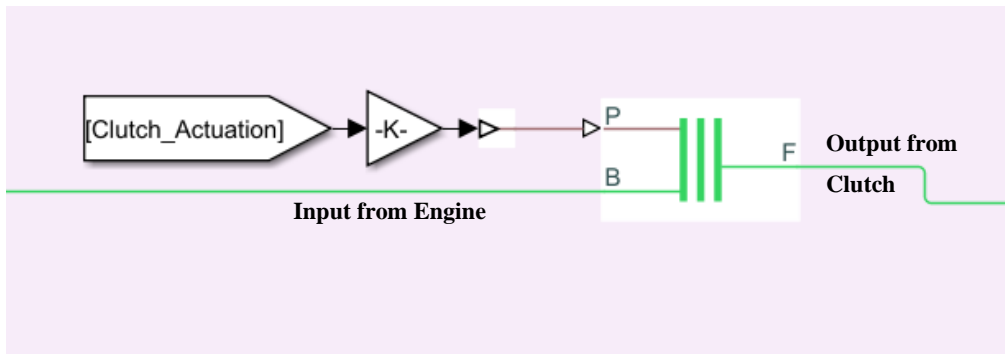 [Clutch_Actuation]
-K-
P
B
F
Output from
Clutch
Input from Engine